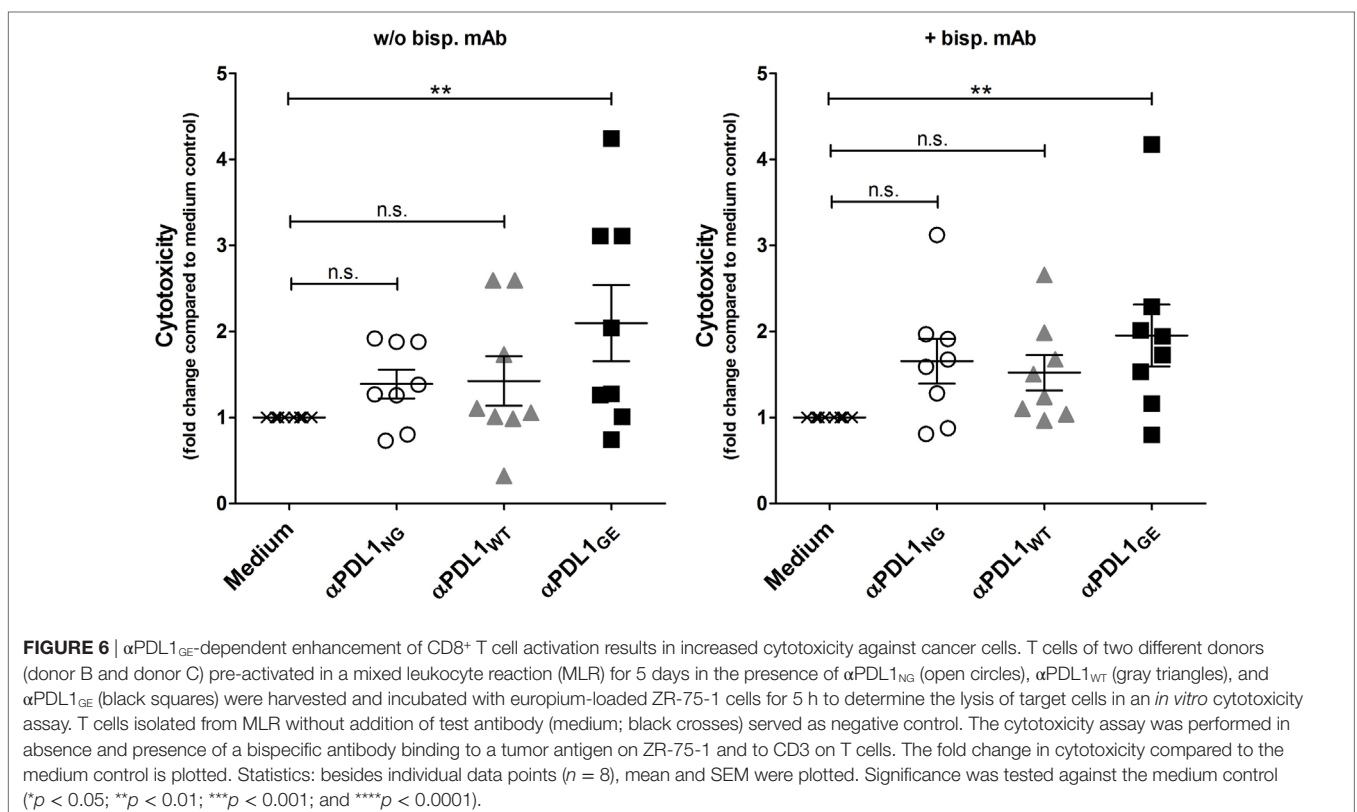 w/o bisp. mAb
5
4
3
2
1
0
Cytotoxicity
(fold change compared to medium control)
**
n.s.
n.s.
Medium
αPDL1NG
αPDL1WT
αPDL1GE
+ bisp. mAb
5
4
3
2
1
0
Cytotoxicity
(fold change compared to medium control)
**
n.s.
n.s.
Medium
αPDL1NG
αPDL1WT
αPDL1GE
FIGURE 6 | αPDL1GE-dependent enhancement of CD8+ T cell activation results in increased cytotoxicity against cancer cells. T cells of two different donors
(donor B and donor C) pre-activated in a mixed leukocyte reaction (MLR) for 5 days in the presence of αPDL1NG (open circles), αPDL1WT (gray triangles), and
αPDL1GE (black squares) were harvested and incubated with europium-loaded ZR-75-1 cells for 5 h to determine the lysis of target cells in an in vitro cytotoxicity
assay. T cells isolated from MLR without addition of test antibody (medium; black crosses) served as negative control. The cytotoxicity assay was performed in
absence and presence of a bispecific antibody binding to a tumor antigen on ZR-75-1 and to CD3 on T cells. The fold change in cytotoxicity compared to the
medium control is plotted. Statistics: besides individual data points (n = 8), mean and SEM were plotted. Significance was tested against the medium control
(*p < 0.05; **p < 0.01; ***p < 0.001; and ****p < 0.0001).